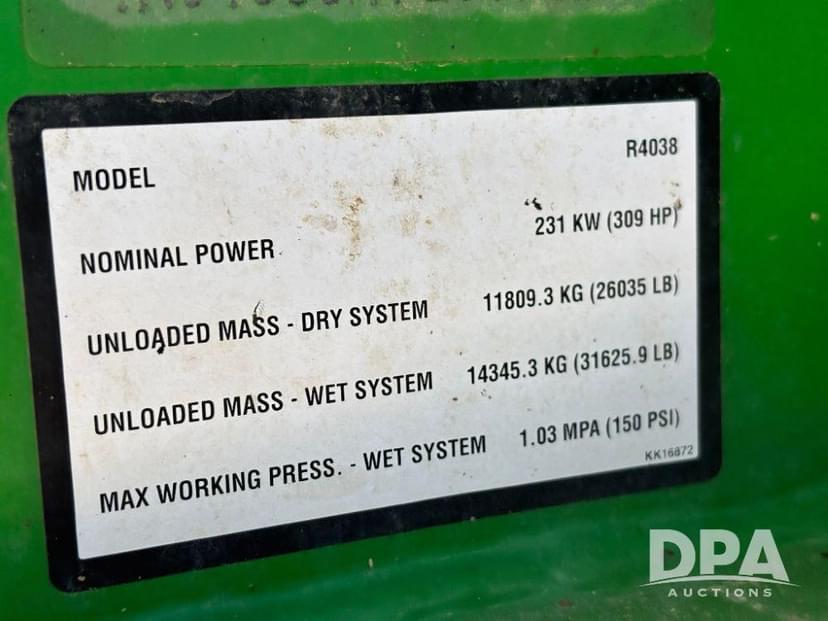 MODEL R4038
NOMINAL POWER 231 KW (309 HP)
UNLOADED MASS - DRY SYSTEM 11809.3 KG (26035 LB)
UNLOADED MASS - WET SYSTEM 14345.3 KG (31625.9 LB)
MAX WORKING PRESS. - WET SYSTEM 1.03 MPA (150 PSI)
KK16872
DPA
AUCTIONS